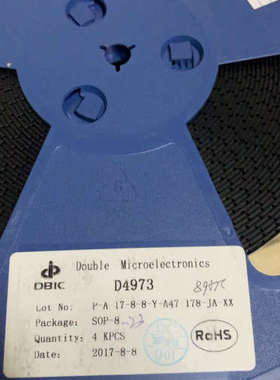 Double Microelectronics
DBIC
D4973
Lot No: P-A 17-8-8-Y-A47 178-JA-XX
Package: SOP-8
Quantity: 4 KPCS
Date: 2017-8-8
RoHS